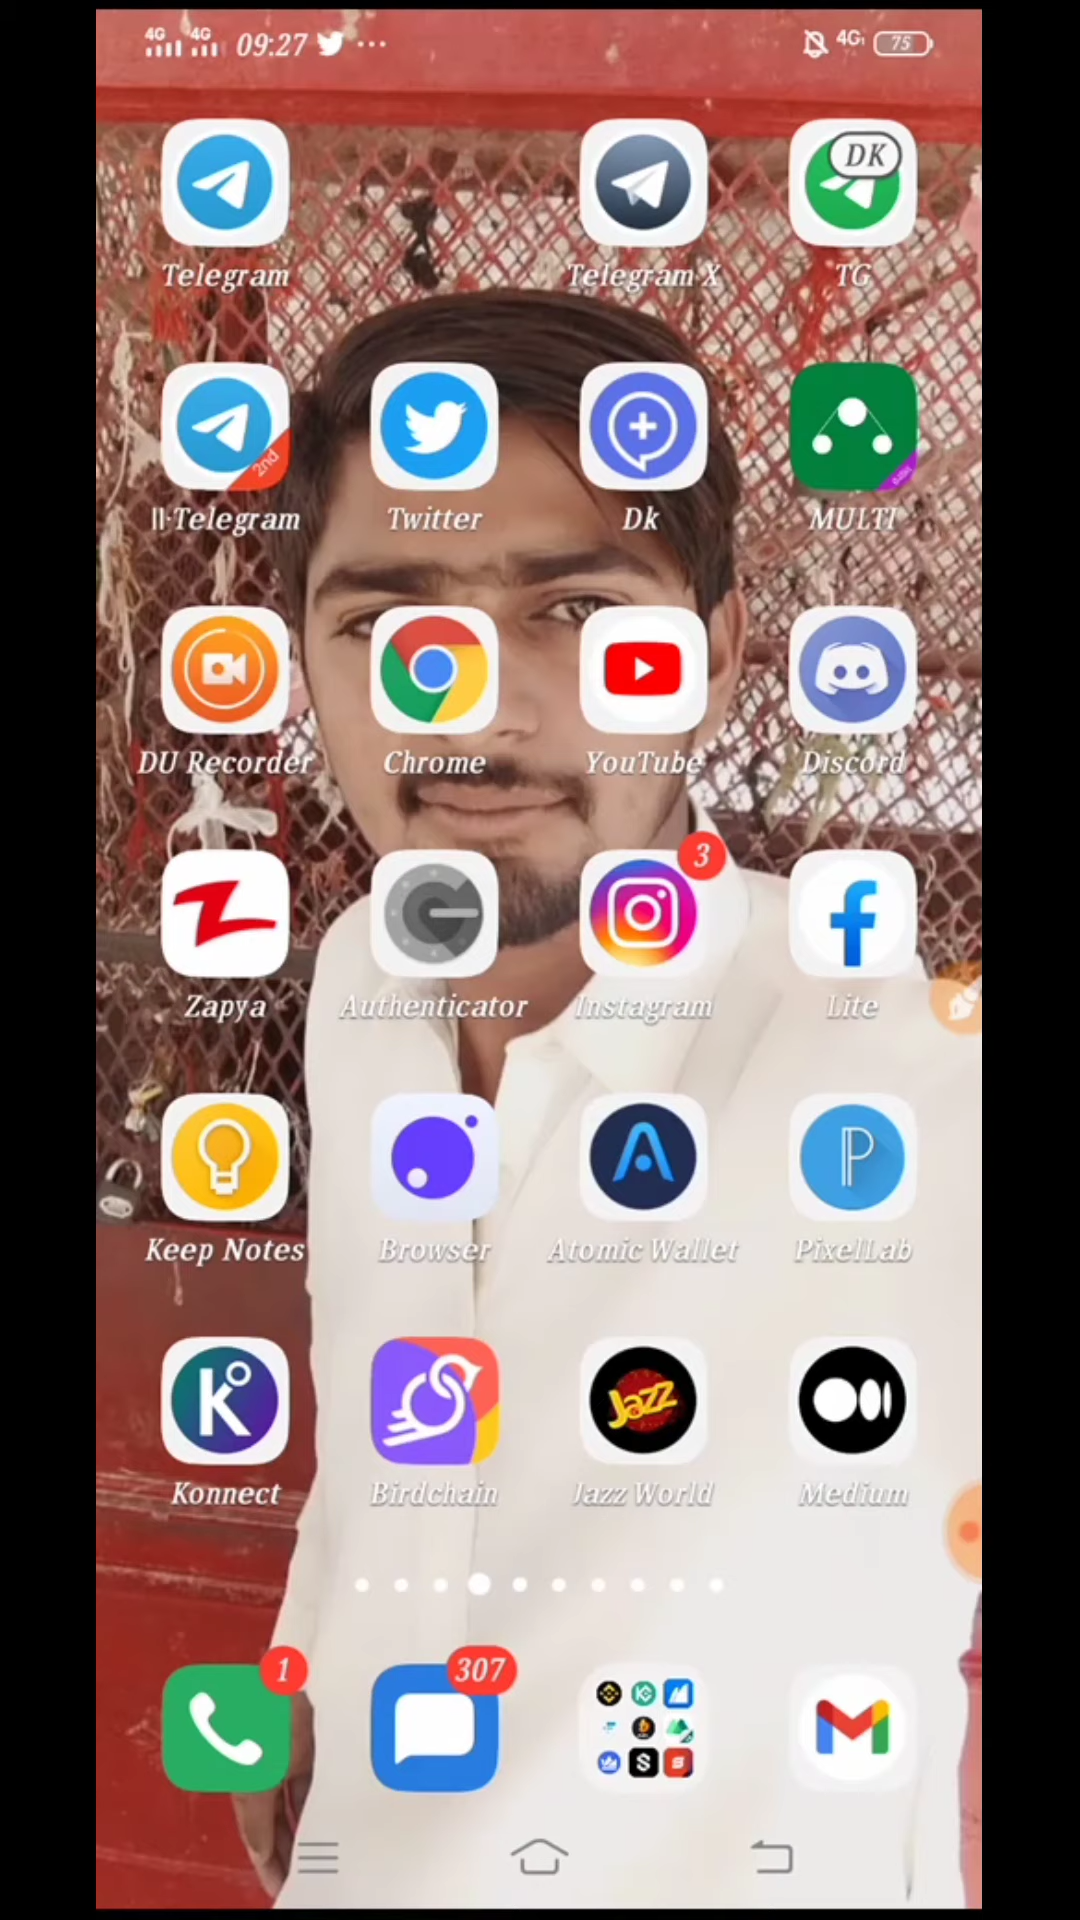 4G 4G 09:27 4G 75
DK
Telegram Telegram X TG
2nd
II·Telegram Twitter Dk MULTI
DU Recorder Chrome YouTube Discord
3
Zapya Authenticator Instagram Lite
Keep Notes Browser Atomic Wallet PixelLab
Jazz
Konnect Birdchain Jazz World Medium
1 307